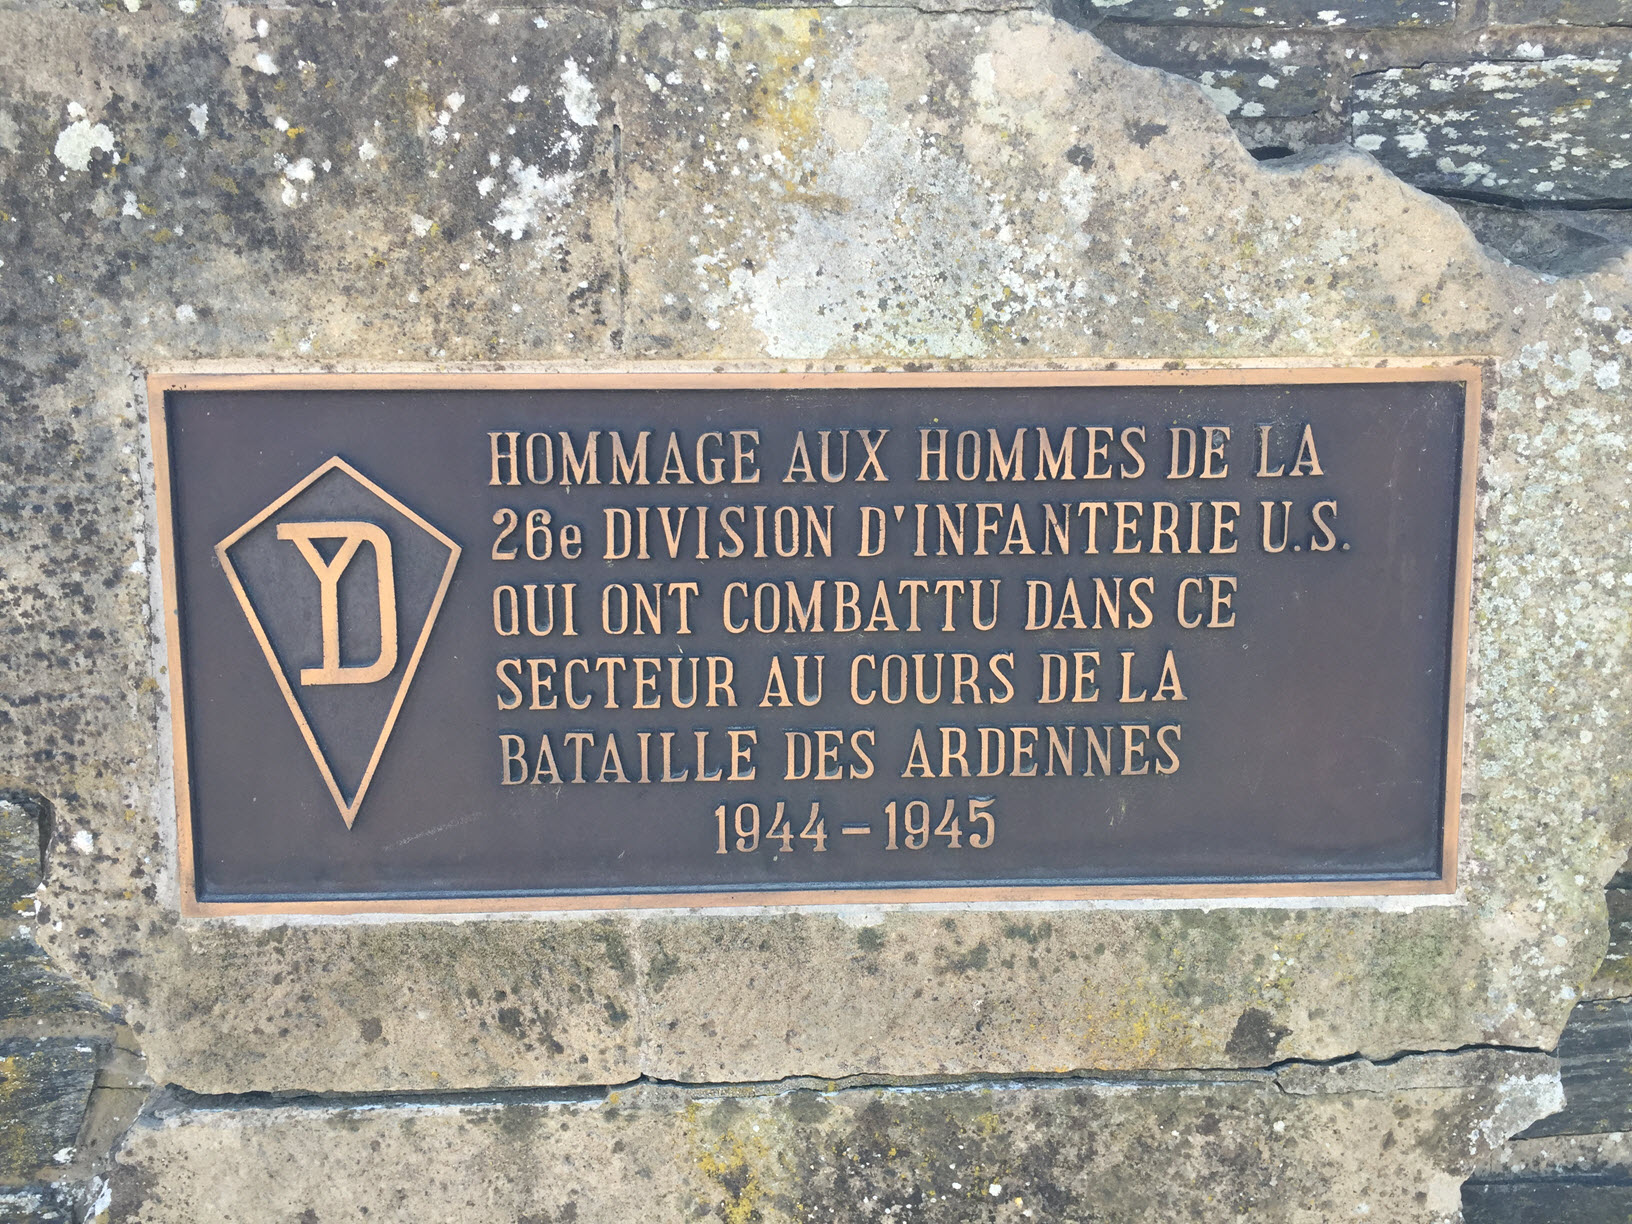 YD
HOMMAGE AUX HOMMES DE LA
26e DIVISION D'INFANTERIE U.S.
QUI ONT COMBATTU DANS CE
SECTEUR AU COURS DE LA
BATAILLE DES ARDENNES
1944-1945